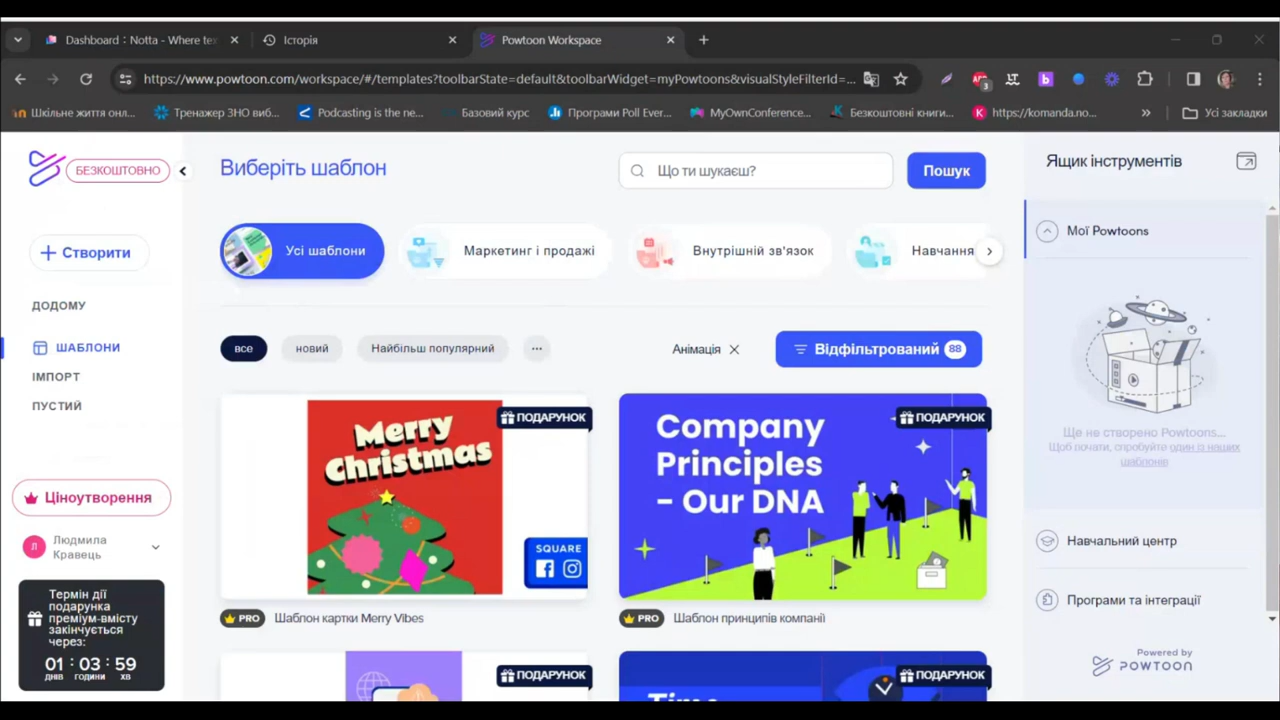 Dashboard : Notta - Where tex
Історія
Powtoon Workspace
https://www.powtoon.com/workspace/#/templates?toolbarState=default&toolbarWidget=myPowtoons&visualStyleFilterId=...
3
Шкільне життя онл...
Тренажер ЗНО виб...
Podcasting is the ne...
Базовий курс
Програми Poll Ever...
MyOwnConference...
Безкоштовні книги...
https://komanda.no...
»
Усі закладки
БЕЗКОШТОВНО
Виберіть шаблон
Що ти шукаєш?
Пошук
Ящик інструментів
+ Створити
Усі шаблони
Маркетинг і продажі
Внутрішній зв'язок
Навчання
Мої Powtoons
ДОДОМУ
ШАБЛОНИ
ІМПОРТ
ПУСТИЙ
все
новий
Найбільш популярний
...
Анімація
Відфільтрований 88
ПОДАРУНОК
Merry
Christmas
SQUARE
PRO
Шаблон картки Merry Vibes
ПОДАРУНОК
Company
Principles
- Our DNA
PRO
Шаблон принципів компанії
Ще не створено Powtoons...
Щоб почати, спробуйте один із наших
шаблонів
Ціноутворення
Л
Людмила
Кравець
Термін дії
подарунка
преміум-вмісту
закінчується
через:
01 : 03 : 59
ДНІВ ГОДИНИ ХВ
ПОДАРУНОК
ПОДАРУНОК
Time
Навчальний центр
Програми та інтеграції
Powered by
POWTOON